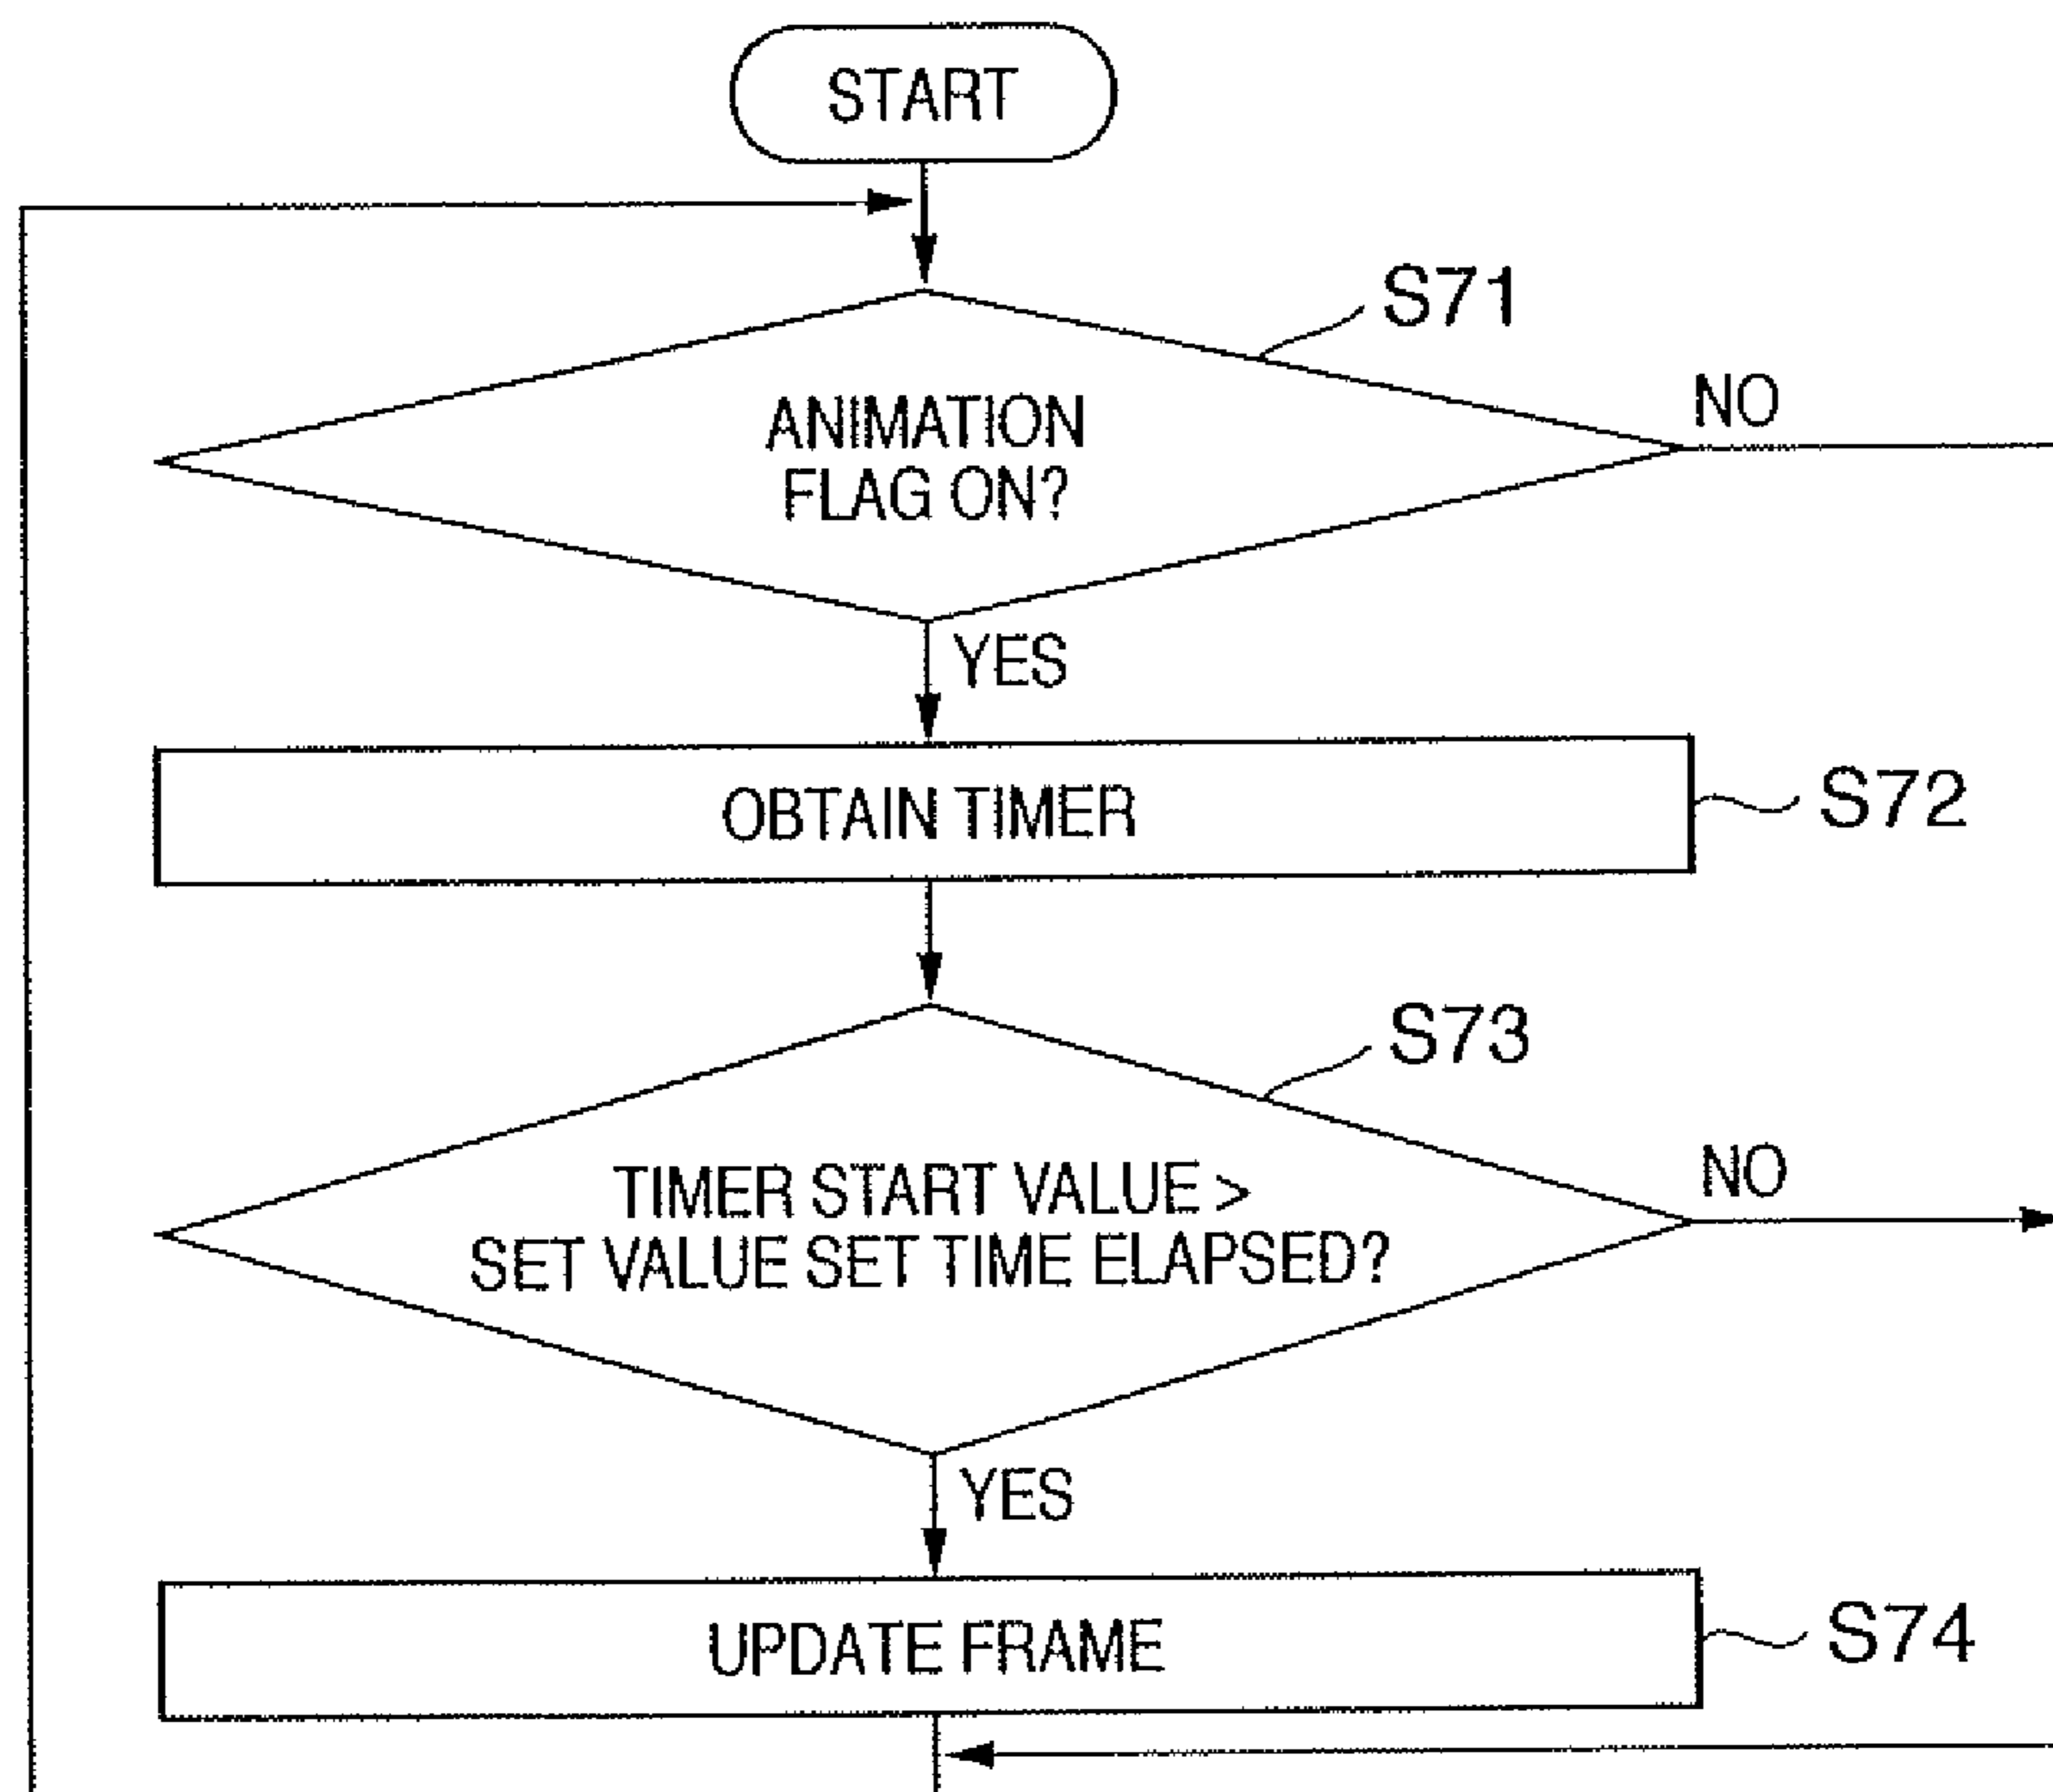 START
S71
ANIMATION
FLAG ON?
NO
YES
OBTAIN TIMER
S72
S73
TIMER START VALUE >
SET VALUE SET TIME ELAPSED?
NO
YES
UPDATE FRAME
S74